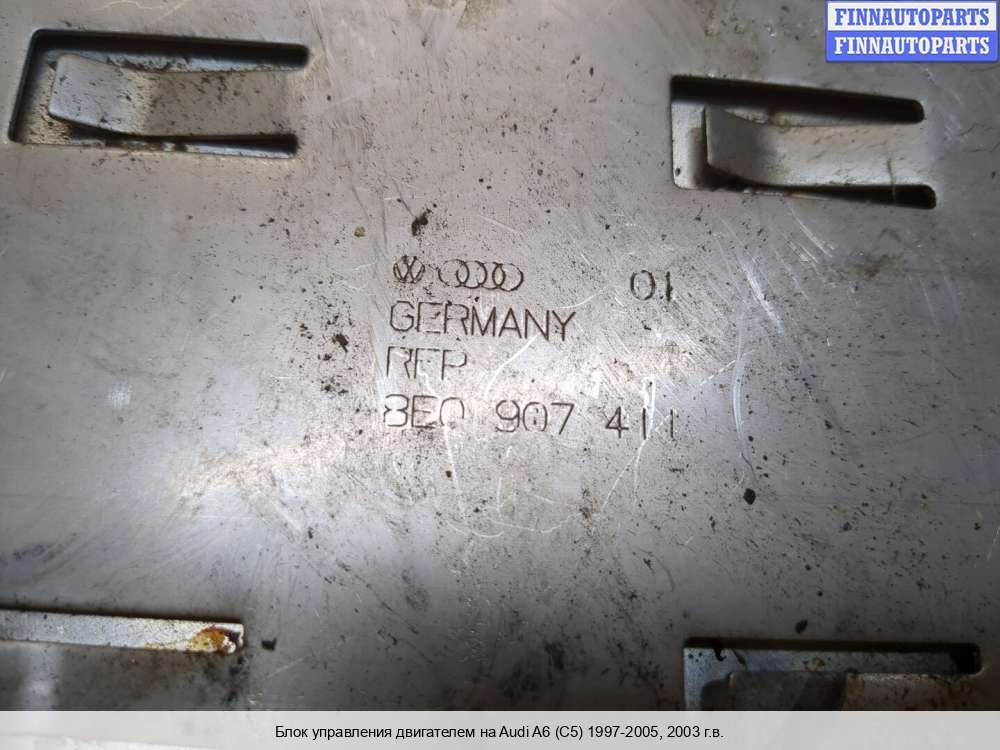 FINNAUTOPARTS
FINNAUTOPARTS
01
GERMANY
REP
8E0 907 411
Блок управления двигателем на Audi A6 (C5) 1997-2005, 2003 г.в.